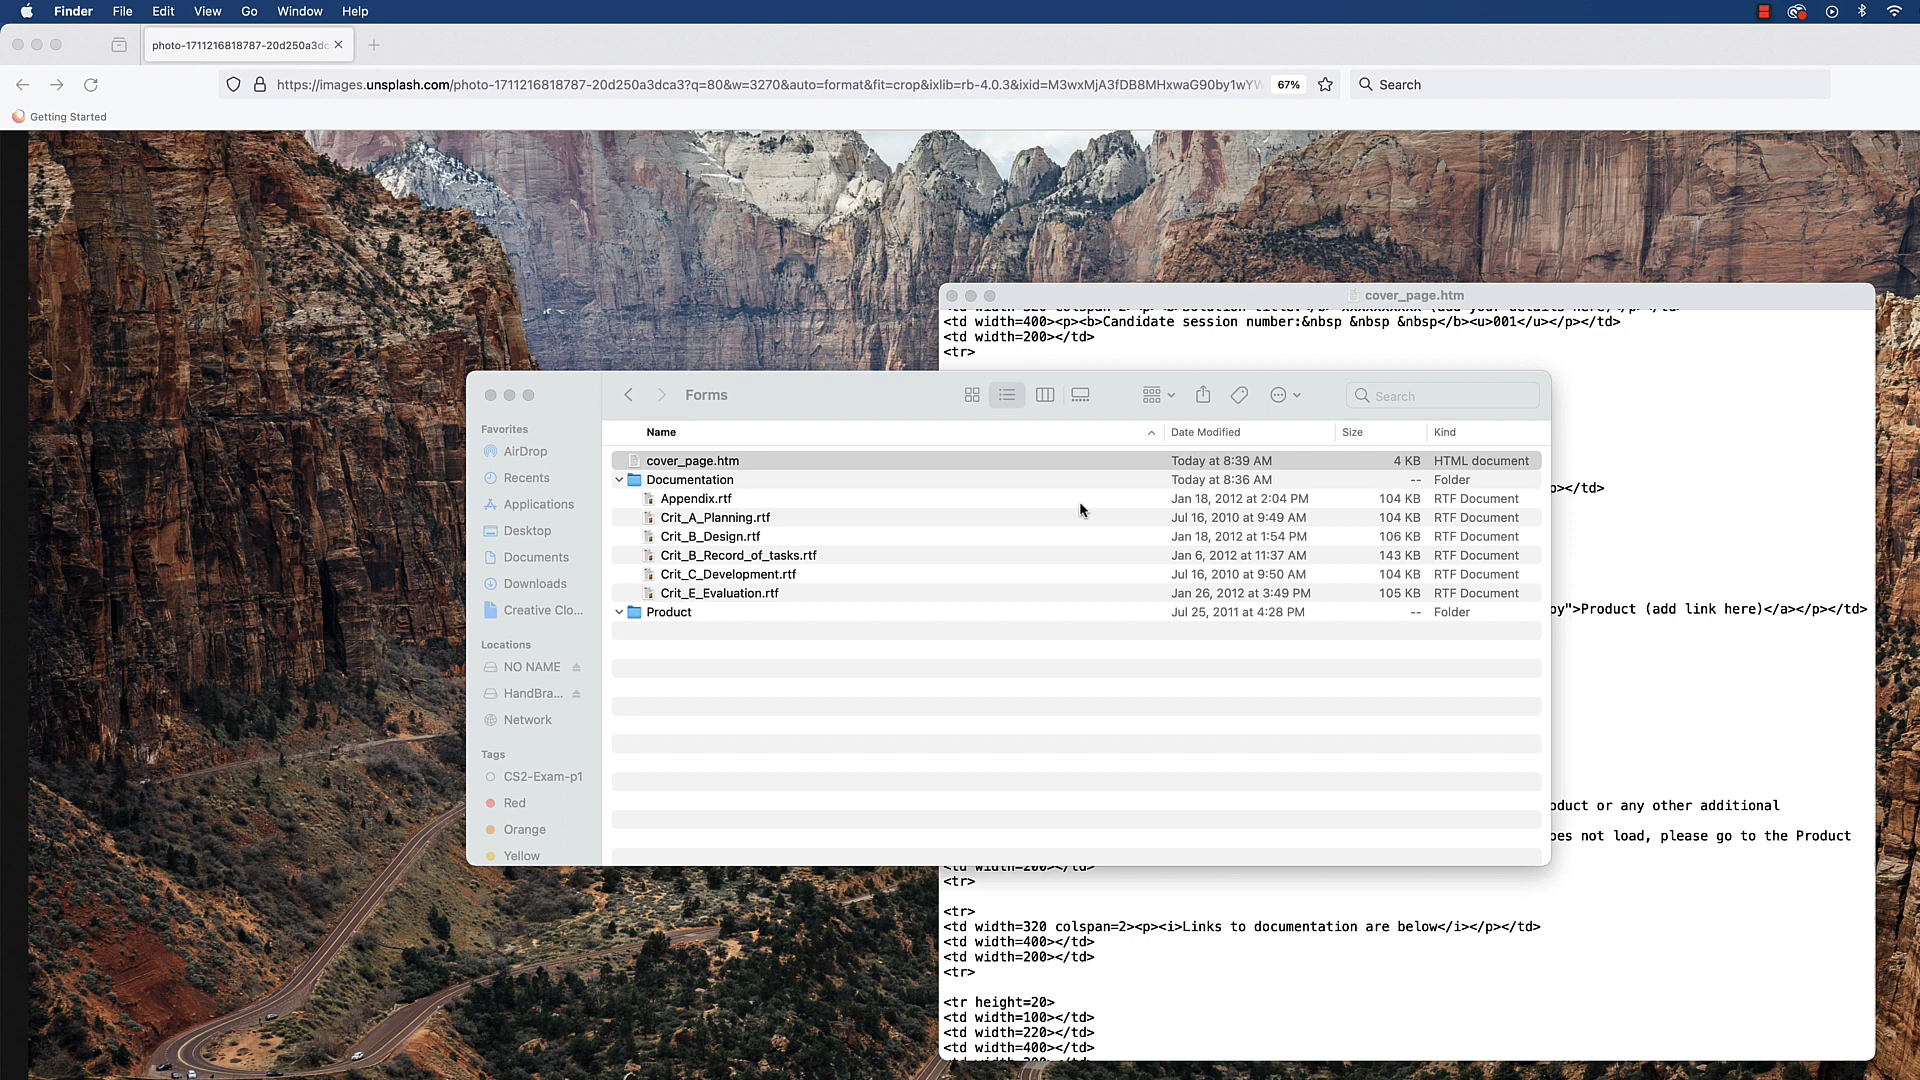 Finder File Edit View Go Window Help
photo-1711216818787-20d250a3dc
https://images.unsplash.com/photo-1711216818787-20d250a3dca3?q=80&w=3270&auto=format&fit=crop&ixlib=rb-4.0.3&ixid=M3wxMjA3fDB8MHxwaG90by1wYW
67%
Search
Getting Started
cover_page.htm
<td width=400><p><b>Candidate session number:&nbsp &nbsp &nbsp</b><u>001</u></p></td>
<td width=200></td>
<tr>
Forms
Search
Favorites
AirDrop
Recents
Applications
Desktop
Documents
Downloads
Creative Clo...
Locations
NO NAME
HandBra...
Network
Tags
CS2-Exam-p1
Red
Orange
Yellow
Name Date Modified Size Kind
cover_page.htm Today at 8:39 AM 4 KB HTML document
Documentation Today at 8:36 AM -- Folder
Appendix.rtf Jan 18, 2012 at 2:04 PM 104 KB RTF Document
Crit_A_Planning.rtf Jul 16, 2010 at 9:49 AM 104 KB RTF Document
Crit_B_Design.rtf Jan 18, 2012 at 1:54 PM 106 KB RTF Document
Crit_B_Record_of_tasks.rtf Jan 6, 2012 at 11:37 AM 143 KB RTF Document
Crit_C_Development.rtf Jul 16, 2010 at 9:50 AM 104 KB RTF Document
Crit_E_Evaluation.rtf Jan 26, 2012 at 3:49 PM 105 KB RTF Document
Product Jul 25, 2011 at 4:28 PM -- Folder
></td>
">Product (add link here)</a></p></td>
duct or any other additional
es not load, please go to the Product
<td width=200></td>
<tr>
<tr>
<td width=320 colspan=2><p><i>Links to documentation are below</i></p></td>
<td width=400></td>
<td width=200></td>
<tr>
<tr height=20>
<td width=100></td>
<td width=220></td>
<td width=400></td>